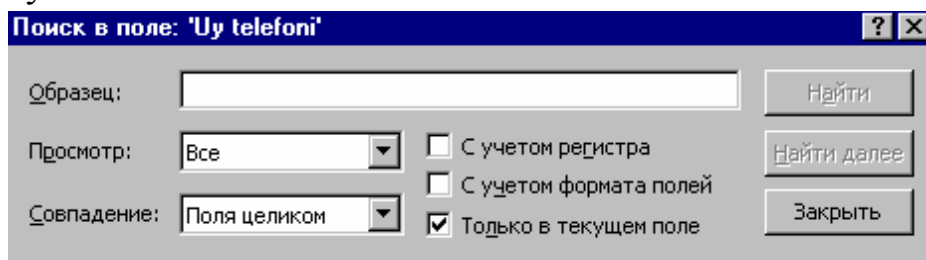 Поиск в поле: 'Uy telefoni'
Образец:
Найти
Просмотр: Все
С учетом регистра
Найти далее
С учетом формата полей
Совпадение: Поля целиком
Только в текущем поле
Закрыть